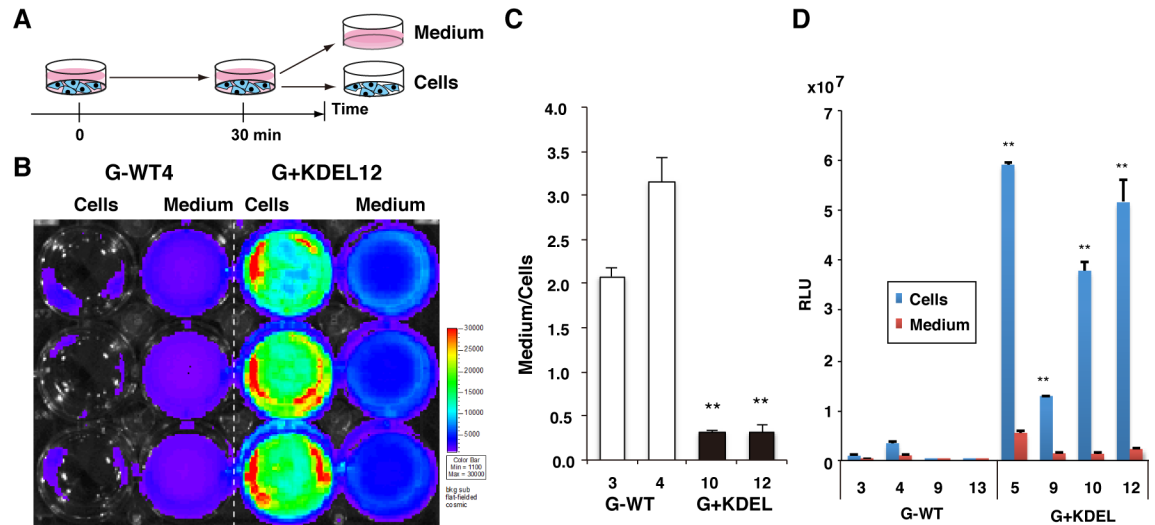 A
Medium
Cells
Time
0
30 min
B
G-WT4
G+KDEL12
Cells
Medium
Cells
Medium
30000
25000
20000
15000
10000
5000
Color Bar
Min = 1100
Max = 30000
bkg sub
flat-fielded
cosmic
C
Medium/Cells
4.0
3.5
3.0
2.5
2.0
1.5
1.0
0.5
0.0
**
**
3
4
10
12
G-WT
G+KDEL
D
x10⁷
RLU
7
6
5
4
3
2
1
0
**
**
**
**
Cells
Medium
3
4
9
13
5
9
10
12
G-WT
G+KDEL